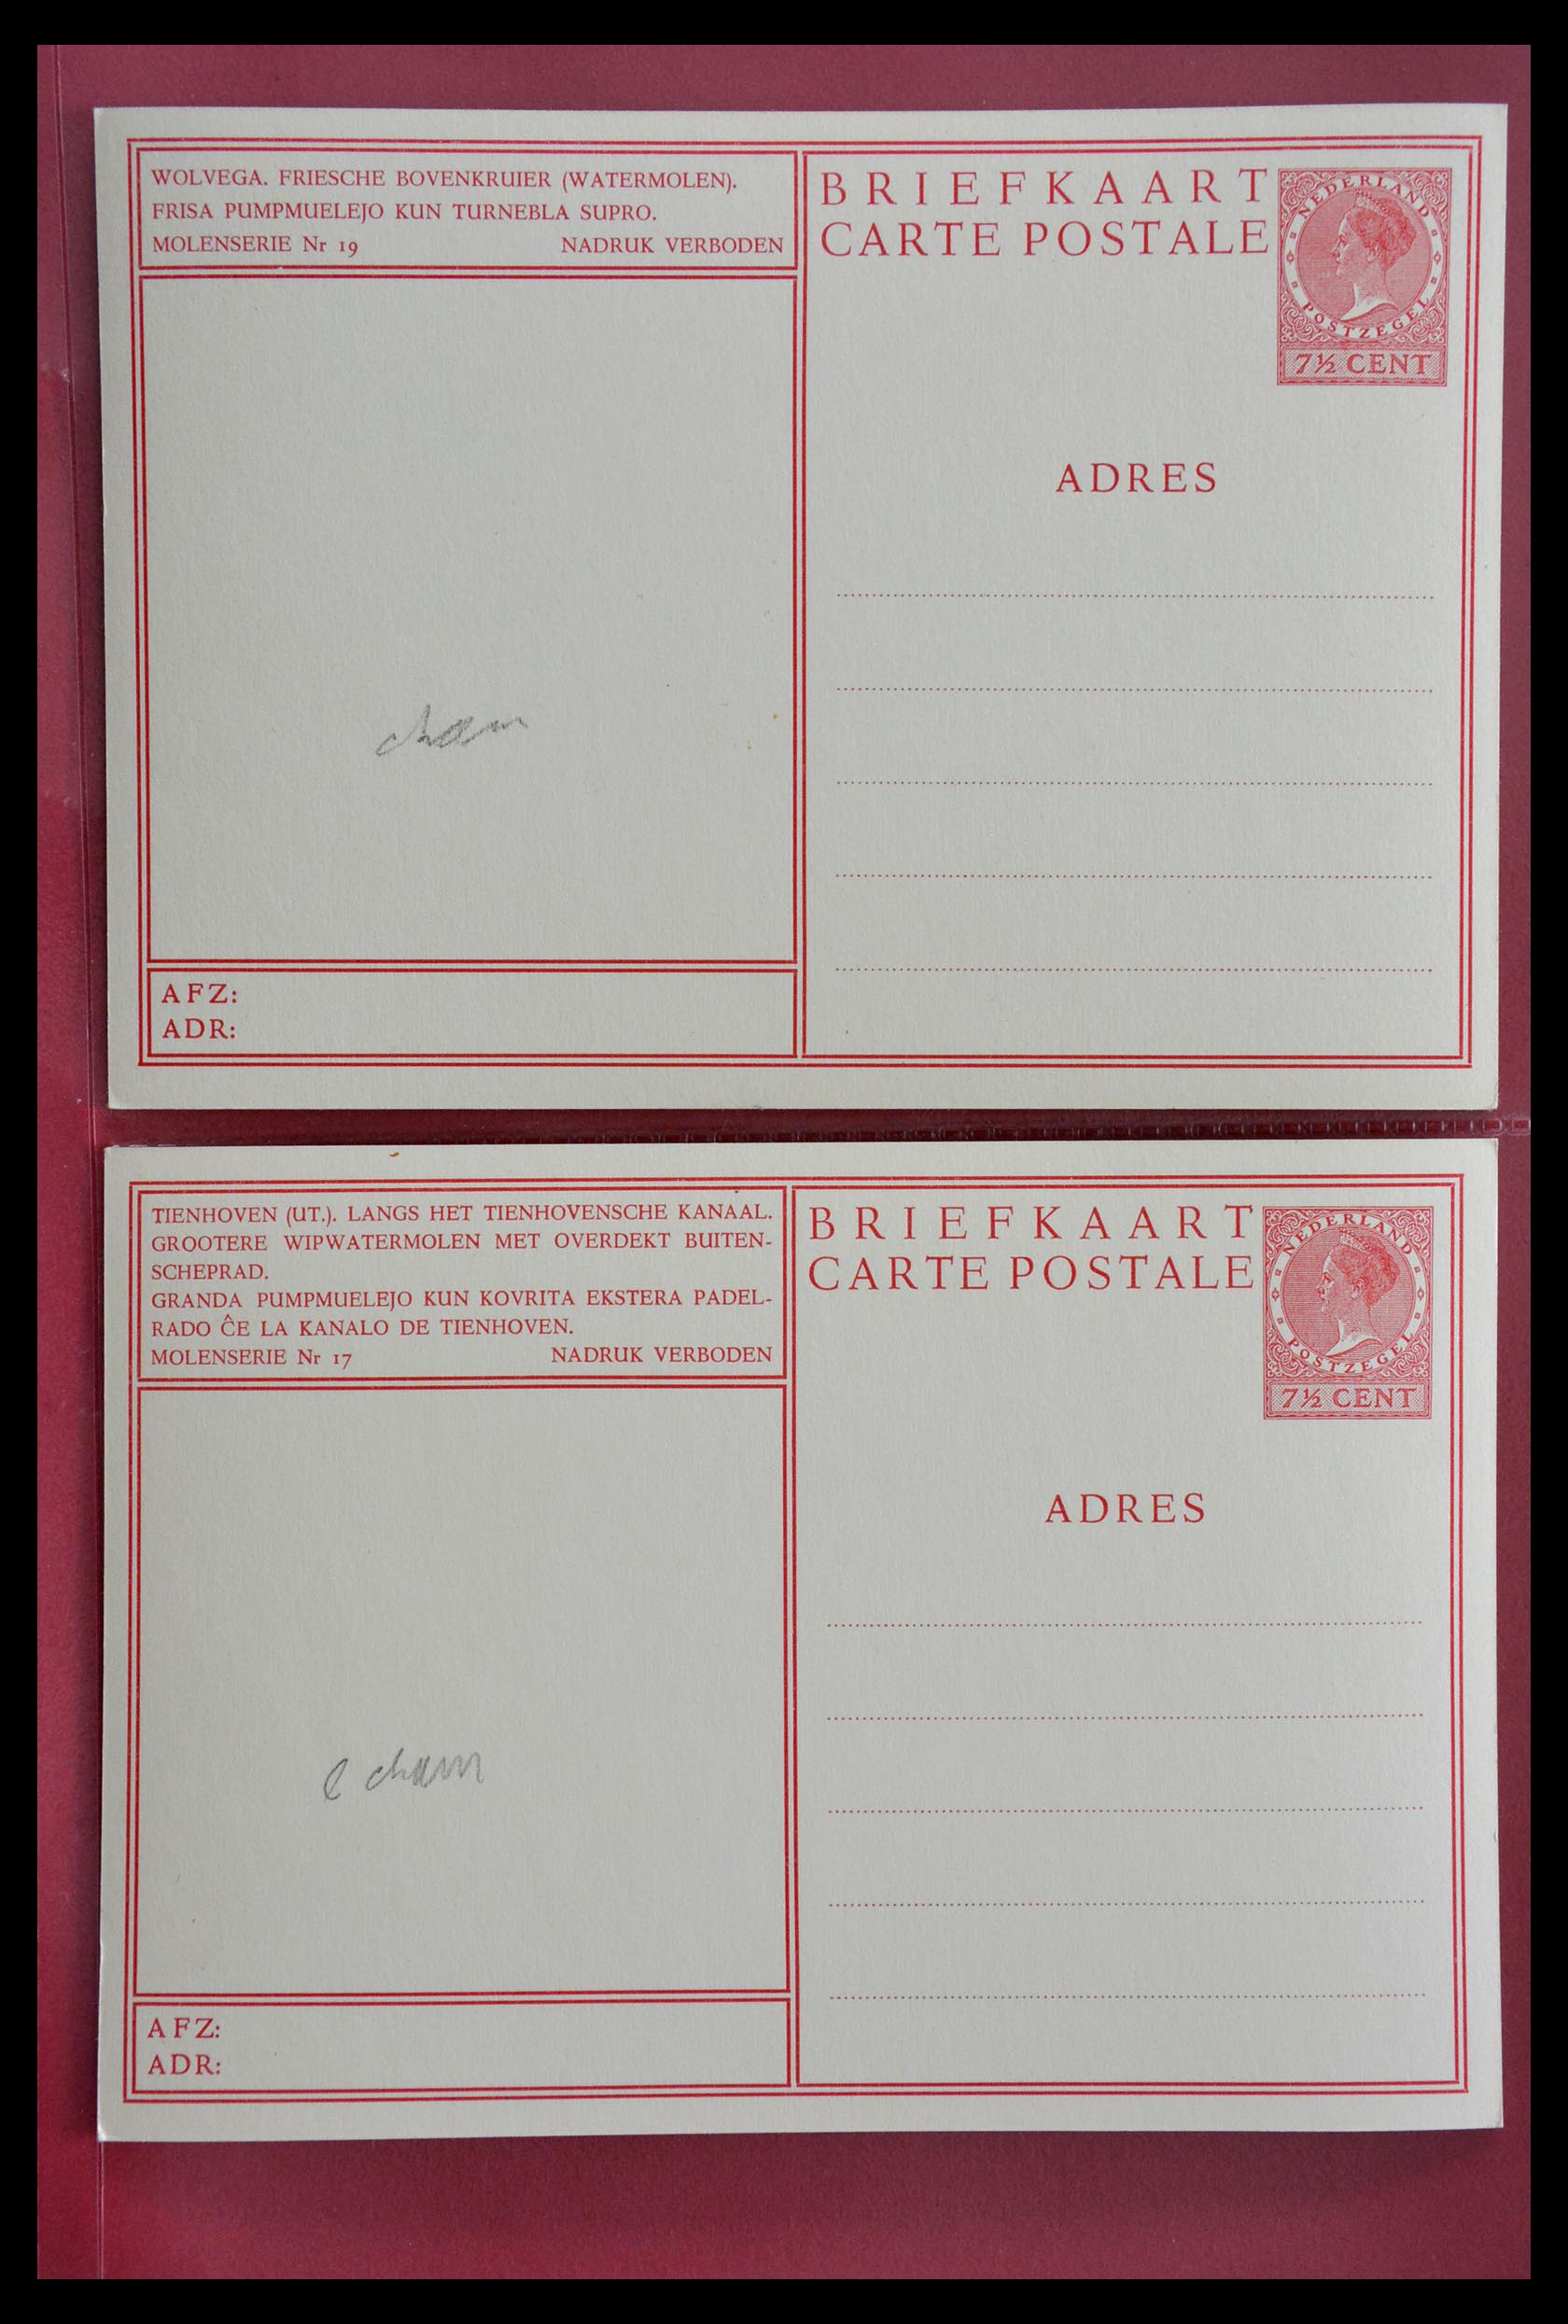 WOLVEGA. FRIESCHE BOVENKRUIER (WATERMOLEN).
FRISA PUMPMUELEJO KUN TURNEBLA SUPRO.
MOLENSERIE Nr 19 NADRUK VERBODEN
BRIEFKAART
CARTE POSTALE
NEDERLAND
POSTZEGEL
7½ CENT
ADRES
cham
AFZ:
ADR:
TIENHOVEN (UT.). LANGS HET TIENHOVENSCHE KANAAL.
GROOTERE WIPWATERMOLEN MET OVERDEKT BUITEN-
SCHEPRAD.
GRANDA PUMPMUELEJO KUN KOVRITA EKSTERA PADEL-
RADO ĈE LA KANALO DE TIENHOVEN.
MOLENSERIE Nr 17 NADRUK VERBODEN
BRIEFKAART
CARTE POSTALE
NEDERLAND
POSTZEGEL
7½ CENT
ADRES
cham
AFZ:
ADR: